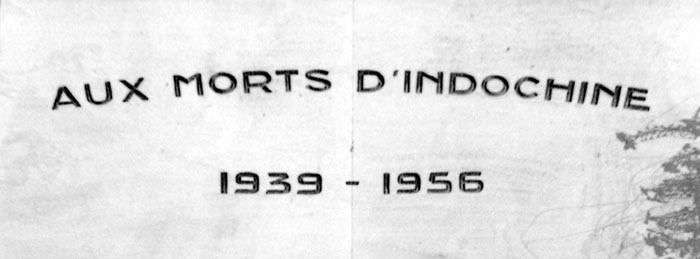 AUX MORTS D'INDOCHINE
1939 - 1956